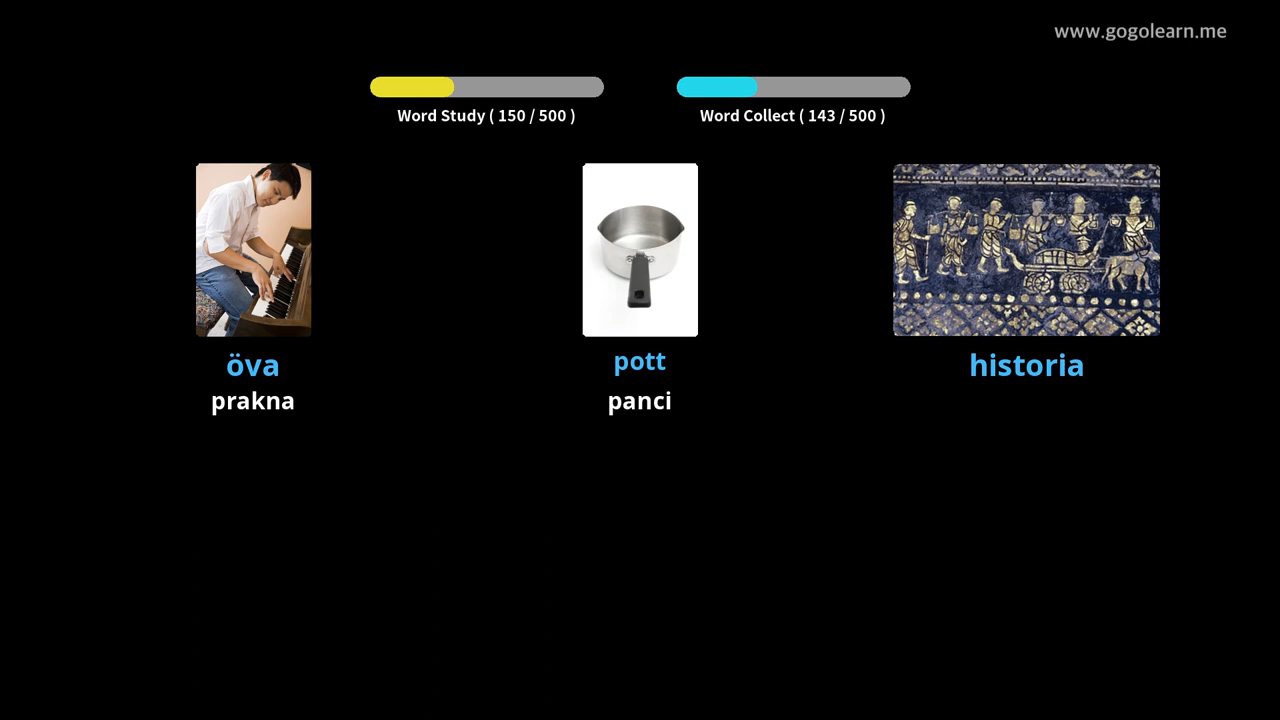 www.gogolearn.me
Word Study ( 150 / 500 )
Word Collect ( 143 / 500 )
öva
prakna
pott
panci
historia